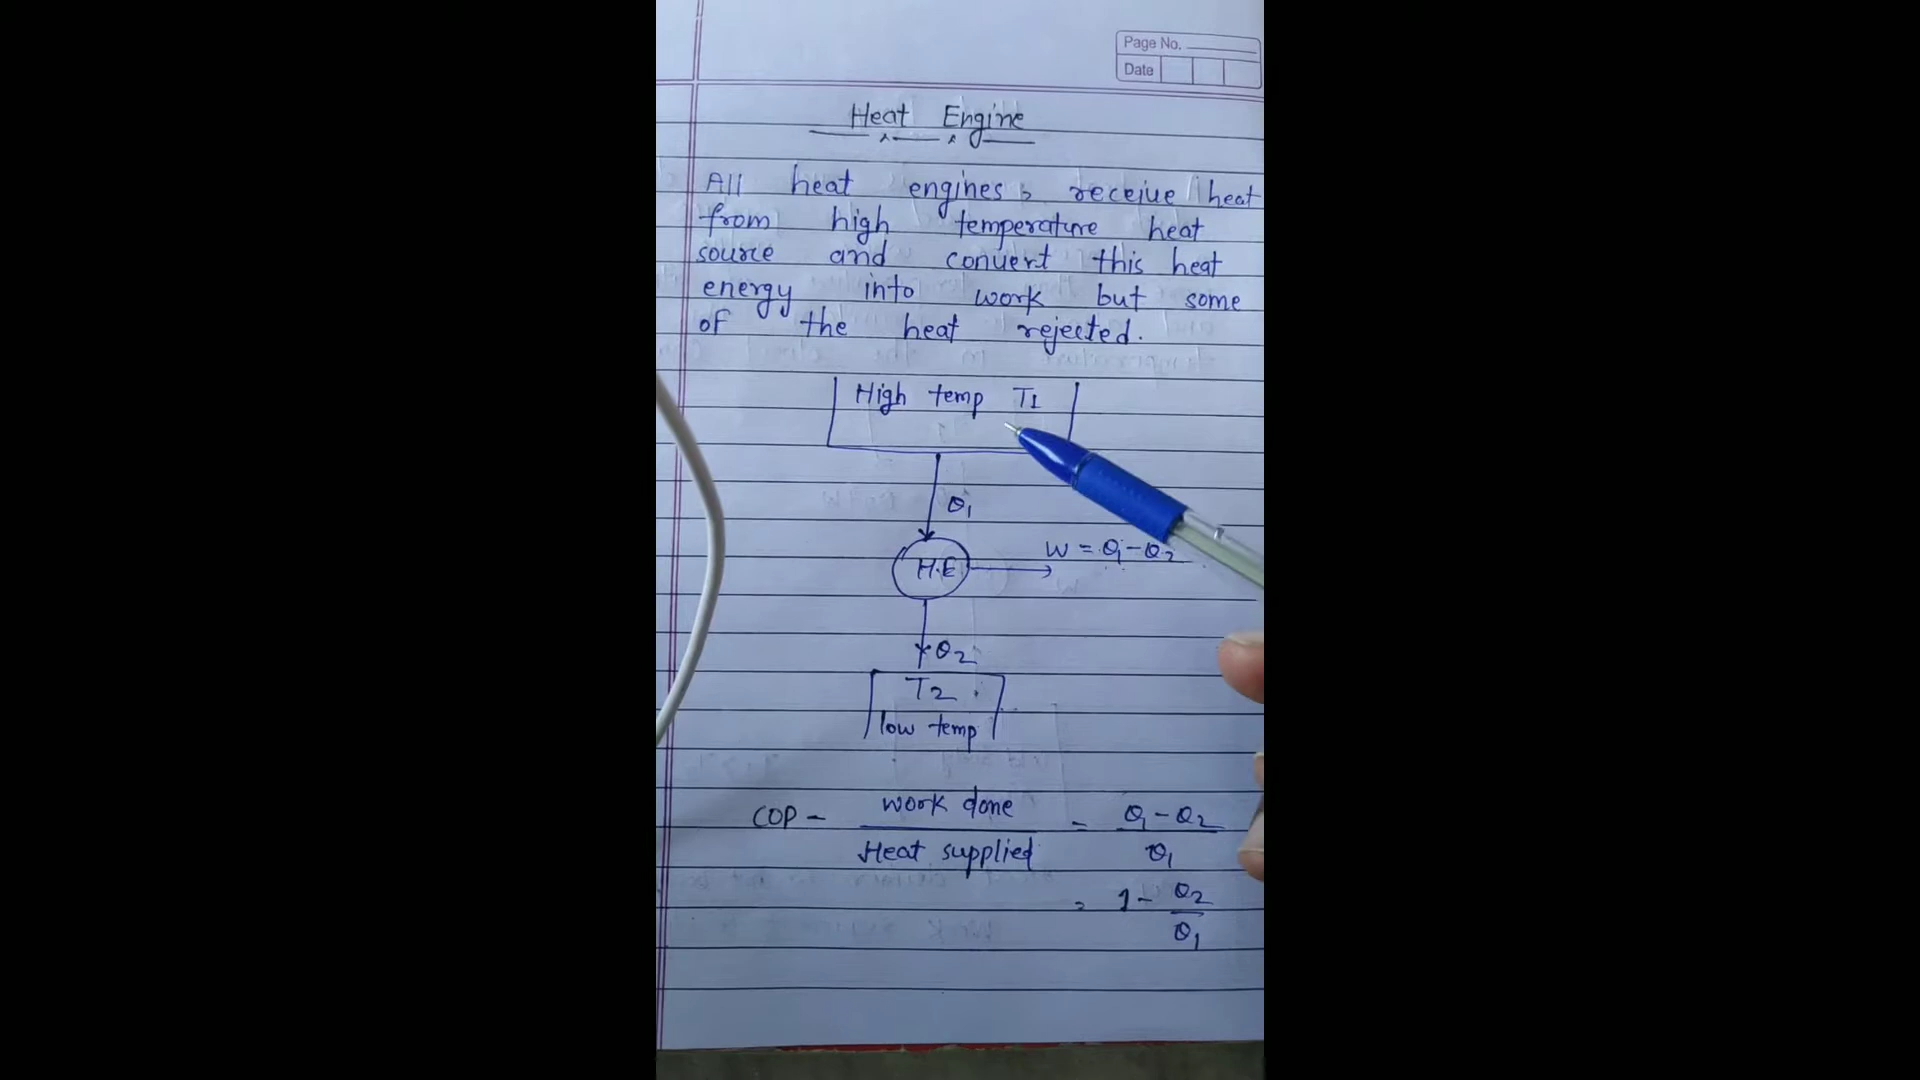 Page No.
Date
Heat Engine
All heat engines, receive heat
from high temperature heat
source and convert this heat
energy into work but some
of the heat rejected.
High temp T1
Q1
H.E
W = Q1-Q2
Q2
T2
low temp
COP - work done / Heat supplied = Q1-Q2 / Q1
= 1- Q2 / Q1